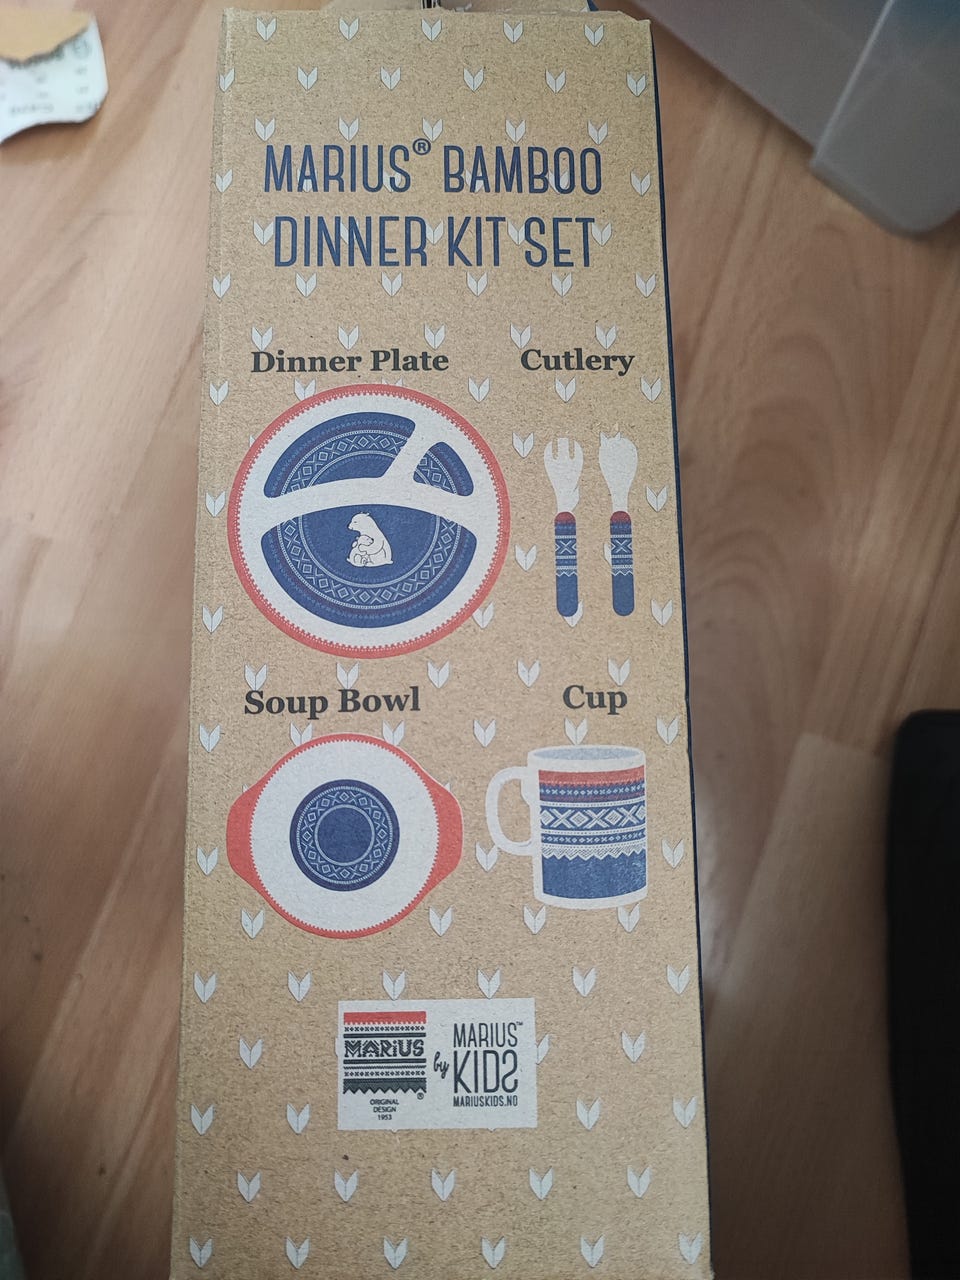 MARIUS® BAMBOO
DINNER KIT SET
Dinner Plate
Cutlery
Soup Bowl
Cup
MARIUS®
ORIGINAL
DESIGN
1953
by
MARIUS™
KIDS
MARIUSKIDS.NO